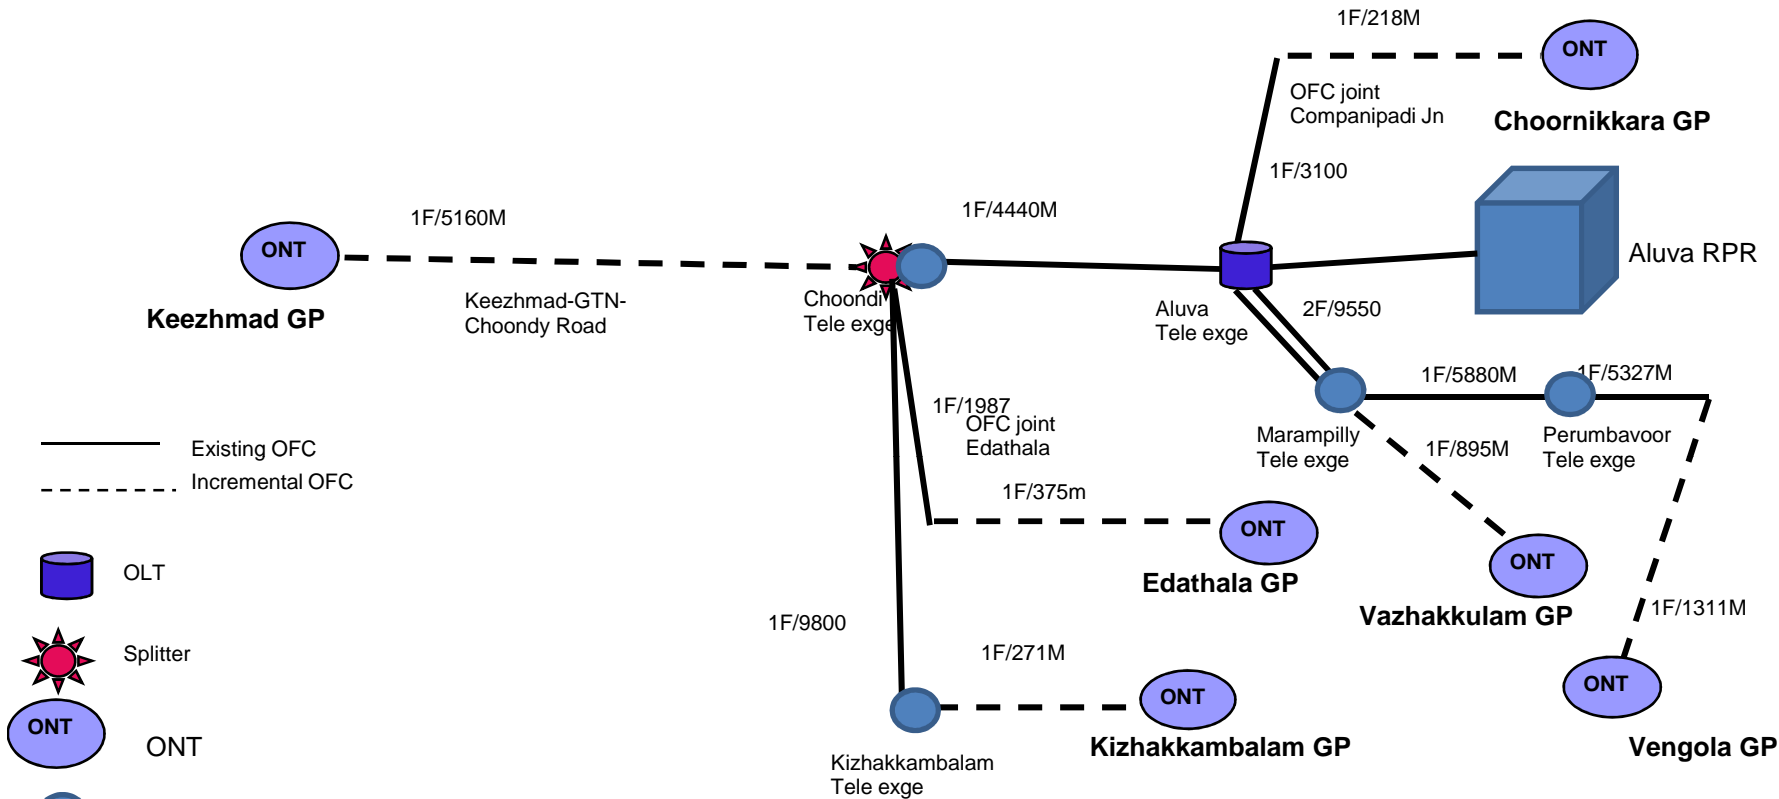 1F/218M
ONT
OFC joint
Companipadi Jn
Choornikkara GP
1F/3100
1F/5160M
1F/4440M
ONT
Aluva RPR
Keezhmad GP
Keezhmad-GTN-
Choondy Road
Choondi
Tele exge
Aluva
Tele exge
2F/9550
1F/5880M
1F/5327M
1F/1987
OFC joint
Edathala
Marampilly
Tele exge
Perumbavoor
Tele exge
1F/895M
Existing OFC
Incremental OFC
1F/375m
ONT
Edathala GP
ONT
Vazhakkulam GP
OLT
1F/9800
1F/1311M
Splitter
1F/271M
ONT
Kizhakkambalam GP
ONT
Vengola GP
ONT
ONT
Kizhakkambalam
Tele exge